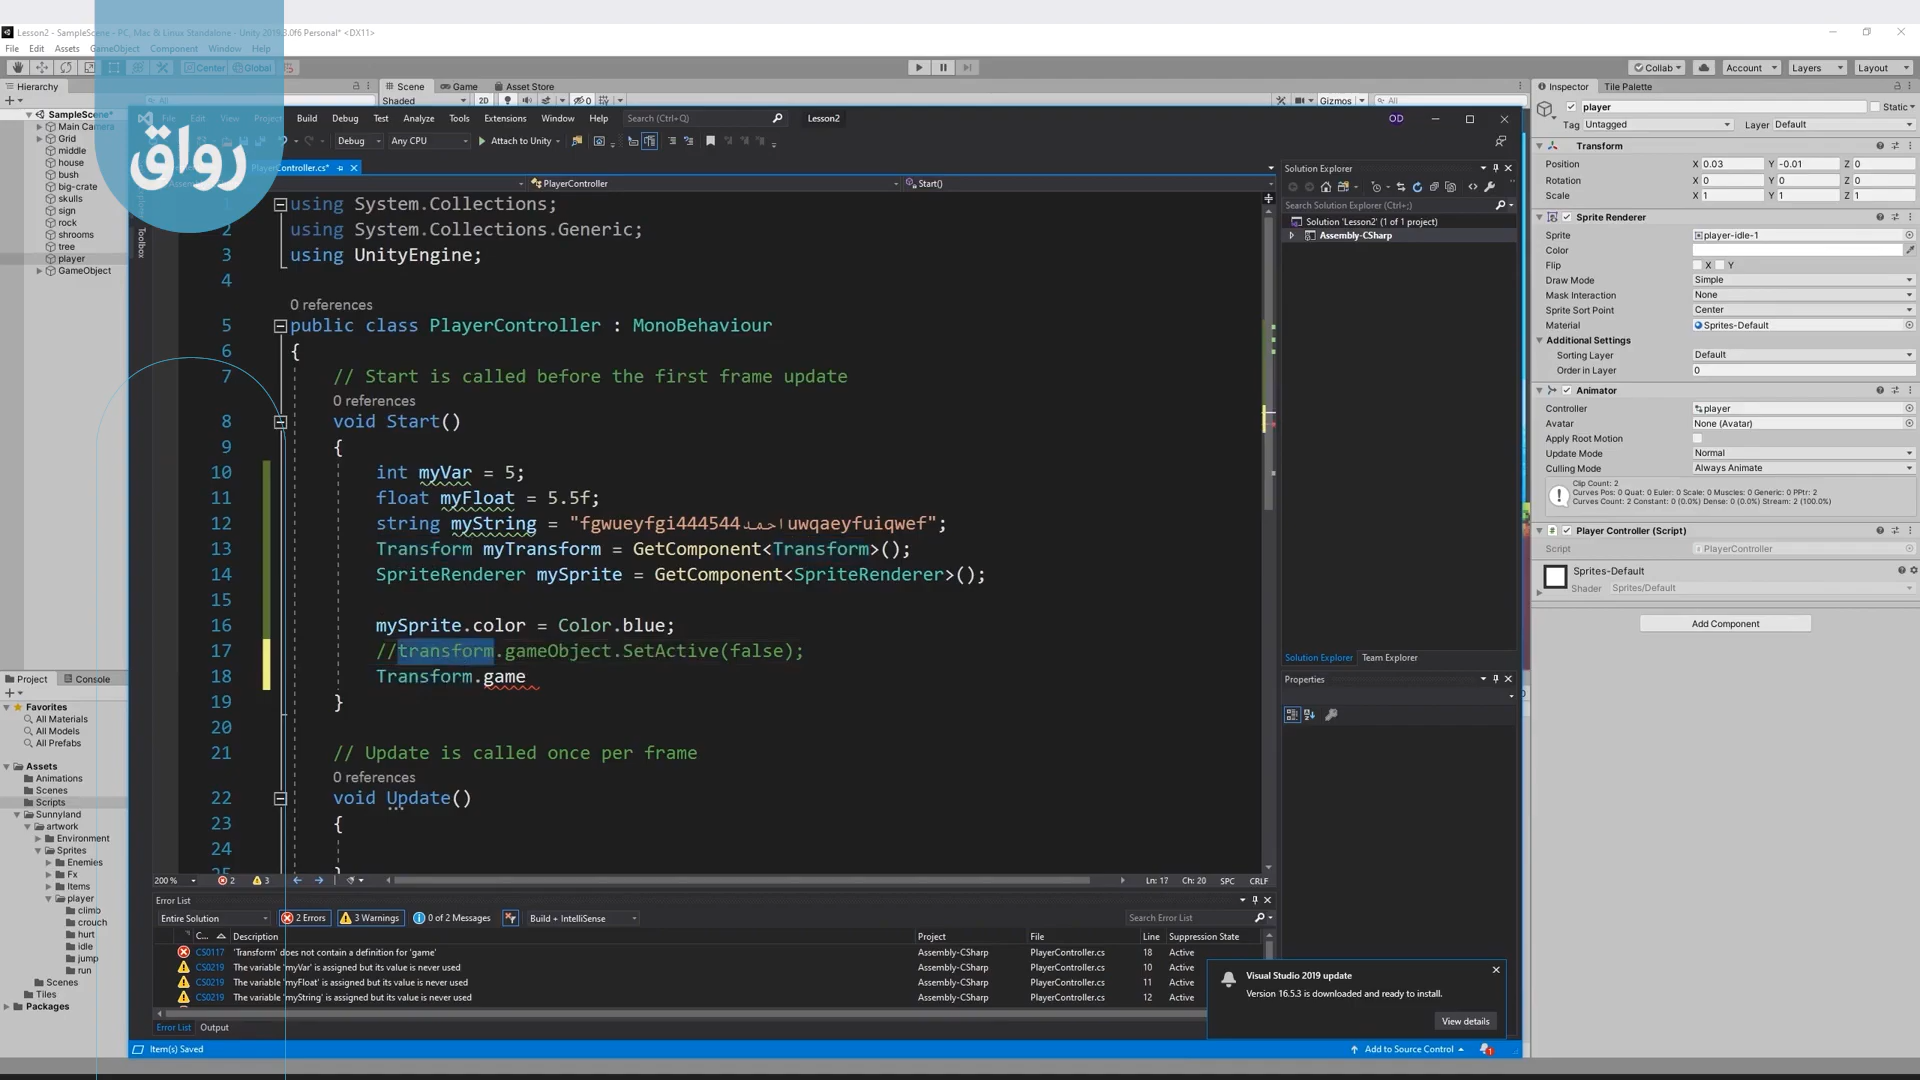 Lesson2 - SampleScene - PC, Mac & Linux Standalone - Unity 2019.3.0f6 Personal* <DX11>
File Edit Assets GameObject Component Window Help
Center Global Collab Account Layers Layout
Hierarchy Scene Game Asset Store Inspector Tile Palette
Shaded 2D 0 Gizmos All
SampleScene*
Main Camera
Grid
middle
house
bush
big-crate
skulls
sign
rock
shrooms
tree
player
GameObject
رواق
File Edit View Project Build Debug Test Analyze Tools Extensions Window Help Search (Ctrl+Q) Lesson2 OD
Debug Any CPU Attach to Unity
PlayerController.cs*
PlayerController Start()
Toolbox
using System.Collections;
2 using System.Collections.Generic;
3 using UnityEngine;
4
0 references
5 public class PlayerController : MonoBehaviour
6 {
7 // Start is called before the first frame update
0 references
8 void Start()
9 {
10 int myVar = 5;
11 float myFloat = 5.5f;
12 string myString = "fgwueyfgi444544احمدuwqaeyfuiqwef";
13 Transform myTransform = GetComponent<Transform>();
14 SpriteRenderer mySprite = GetComponent<SpriteRenderer>();
15
16 mySprite.color = Color.blue;
17 //transform.gameObject.SetActive(false);
18 Transform.game
19 }
20
21 // Update is called once per frame
0 references
22 void Update()
23 {
24
25 }
200 % 2 3 Ln: 17 Ch: 20 SPC CRLF
Solution Explorer
Search Solution Explorer (Ctrl+;)
Solution 'Lesson2' (1 of 1 project)
Assembly-CSharp
Solution Explorer Team Explorer
Properties
Error List
Entire Solution 2 Errors 3 Warnings 0 of 2 Messages Build + IntelliSense Search Error List
C... Description Project File Line Suppression State
CS0117 'Transform' does not contain a definition for 'game' Assembly-CSharp PlayerController.cs 18 Active
CS0219 The variable 'myVar' is assigned but its value is never used Assembly-CSharp PlayerController.cs 10 Active
CS0219 The variable 'myFloat' is assigned but its value is never used Assembly-CSharp PlayerController.cs 11 Active
CS0219 The variable 'myString' is assigned but its value is never used Assembly-CSharp PlayerController.cs 12 Active
Error List Output
Item(s) Saved Add to Source Control 1
Visual Studio 2019 update
Version 16.5.3 is downloaded and ready to install.
View details
Project Console
Favorites
All Materials
All Models
All Prefabs
Assets
Animations
Scenes
Scripts
Sunnyland
artwork
Environment
Sprites
Enemies
Fx
Items
player
climb
crouch
hurt
idle
jump
run
Scenes
Tiles
Packages
player Static
Tag Untagged Layer Default
Transform
Position X 0.03 Y -0.01 Z 0
Rotation X 0 Y 0 Z 0
Scale X 1 Y 1 Z 1
Sprite Renderer
Sprite player-idle-1
Color
Flip X Y
Draw Mode Simple
Mask Interaction None
Sprite Sort Point Center
Material Sprites-Default
Additional Settings
Sorting Layer Default
Order in Layer 0
Animator
Controller player
Avatar None (Avatar)
Apply Root Motion
Update Mode Normal
Culling Mode Always Animate
Clip Count: 2
Curves Pos: 0 Quat: 0 Euler: 0 Scale: 0 Muscles: 0 Generic: 0 PPtr: 2
Curves Count: 2 Constant: 0 (0.0%) Dense: 0 (0.0%) Stream: 2 (100.0%)
Player Controller (Script)
Script PlayerController
Sprites-Default
Shader Sprites/Default
Add Component